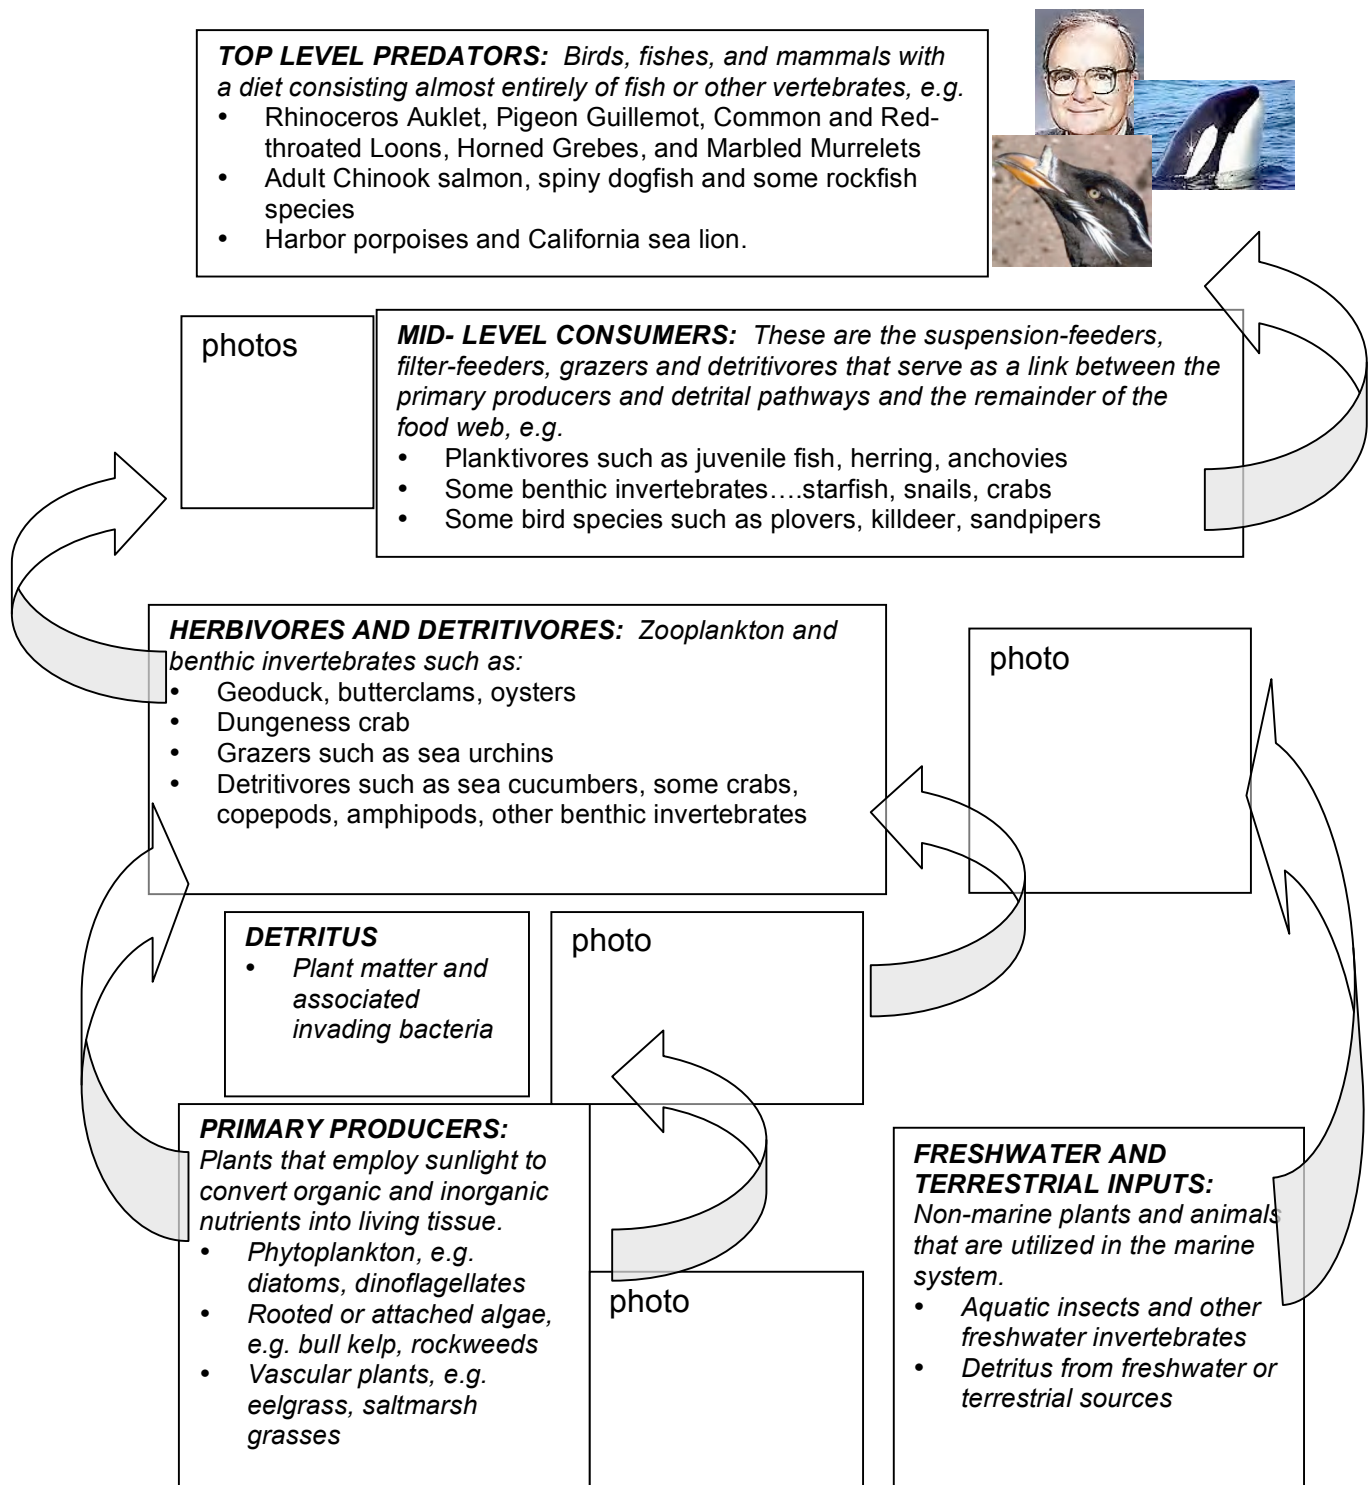 TOP LEVEL PREDATORS: Birds, fishes, and mammals with
a diet consisting almost entirely of fish or other vertebrates, e.g.
• Rhinoceros Auklet, Pigeon Guillemot, Common and Red-
throated Loons, Horned Grebes, and Marbled Murrelets
• Adult Chinook salmon, spiny dogfish and some rockfish
species
• Harbor porpoises and California sea lion.
photos
MID- LEVEL CONSUMERS: These are the suspension-feeders,
filter-feeders, grazers and detritivores that serve as a link between the
primary producers and detrital pathways and the remainder of the
food web, e.g.
• Planktivores such as juvenile fish, herring, anchovies
• Some benthic invertebrates….starfish, snails, crabs
• Some bird species such as plovers, killdeer, sandpipers
HERBIVORES AND DETRITIVORES: Zooplankton and
benthic invertebrates such as:
• Geoduck, butterclams, oysters
• Dungeness crab
• Grazers such as sea urchins
• Detritivores such as sea cucumbers, some crabs,
copepods, amphipods, other benthic invertebrates
photo
DETRITUS
• Plant matter and
associated
invading bacteria
photo
PRIMARY PRODUCERS:
Plants that employ sunlight to
convert organic and inorganic
nutrients into living tissue.
• Phytoplankton, e.g.
diatoms, dinoflagellates
• Rooted or attached algae,
e.g. bull kelp, rockweeds
• Vascular plants, e.g.
eelgrass, saltmarsh
grasses
photo
FRESHWATER AND
TERRESTRIAL INPUTS:
Non-marine plants and animals
that are utilized in the marine
system.
• Aquatic insects and other
freshwater invertebrates
• Detritus from freshwater or
terrestrial sources